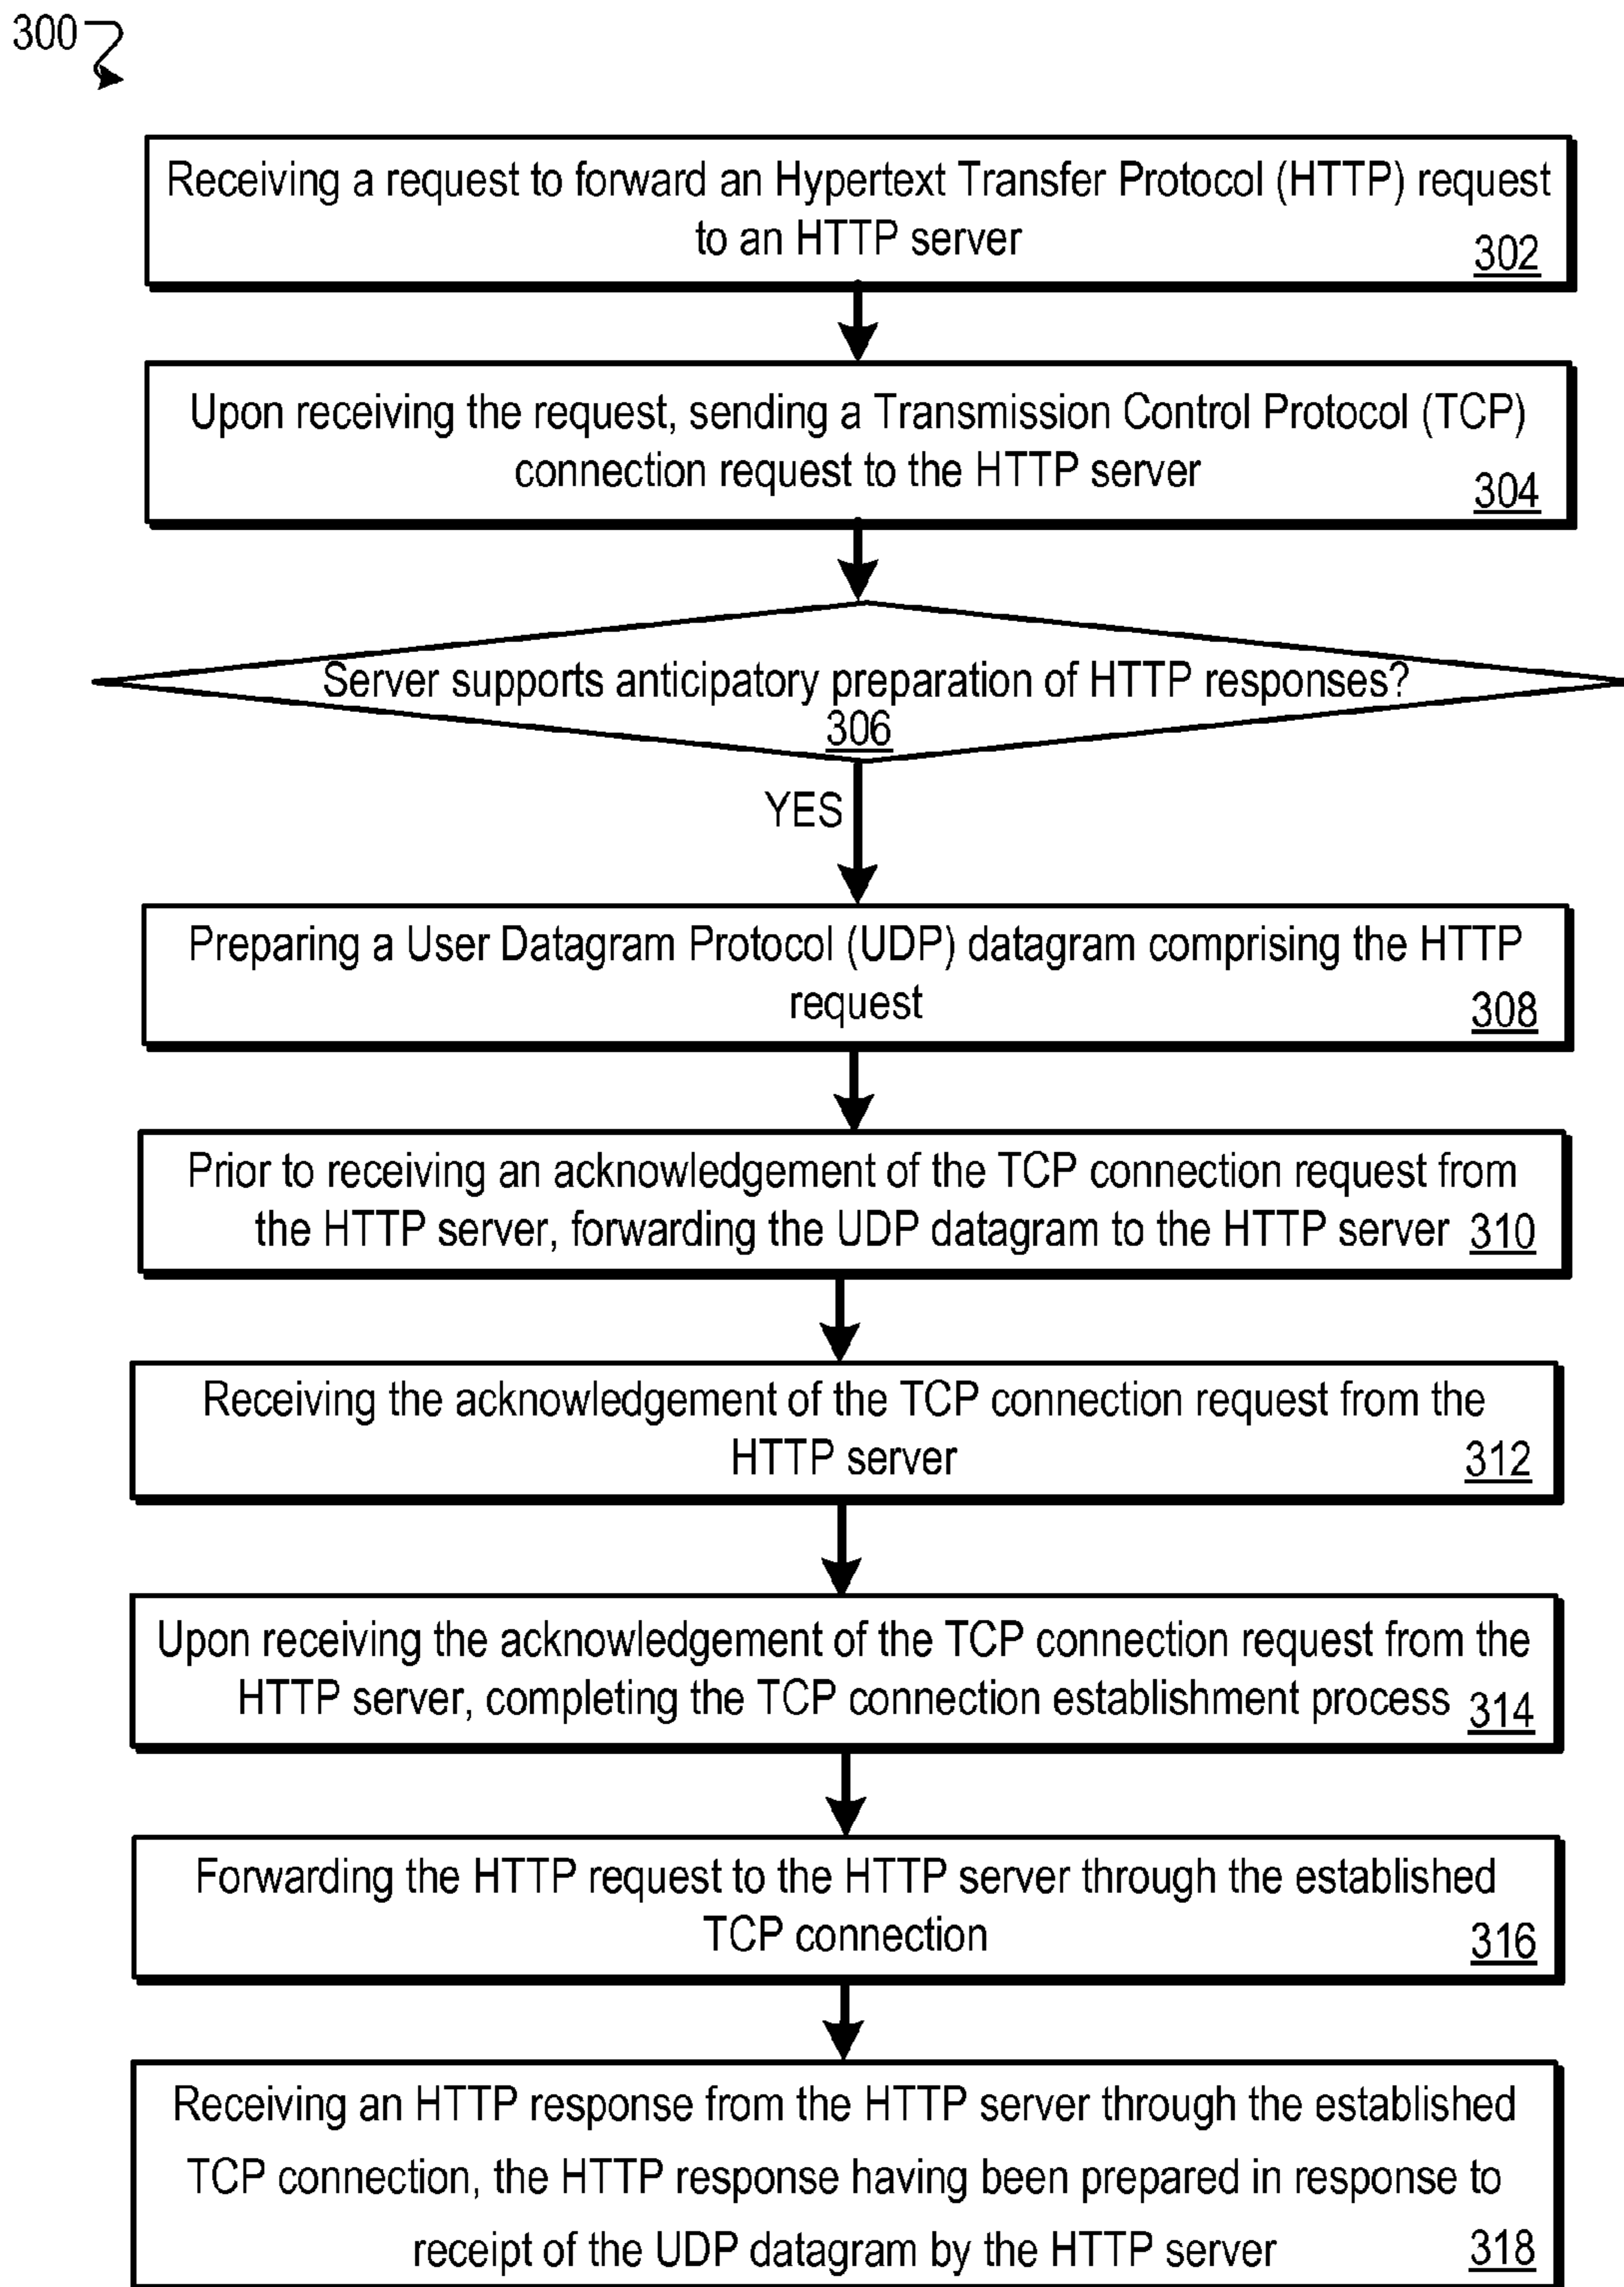 300
Receiving a request to forward an Hypertext Transfer Protocol (HTTP) request
to an HTTP server
302
Upon receiving the request, sending a Transmission Control Protocol (TCP)
connection request to the HTTP server
304
Server supports anticipatory preparation of HTTP responses?
306
YES
Preparing a User Datagram Protocol (UDP) datagram comprising the HTTP
request
308
Prior to receiving an acknowledgement of the TCP connection request from
the HTTP server, forwarding the UDP datagram to the HTTP server 310
Receiving the acknowledgement of the TCP connection request from the
HTTP server
312
Upon receiving the acknowledgement of the TCP connection request from the
HTTP server, completing the TCP connection establishment process 314
Forwarding the HTTP request to the HTTP server through the established
TCP connection
316
Receiving an HTTP response from the HTTP server through the established
TCP connection, the HTTP response having been prepared in response to
receipt of the UDP datagram by the HTTP server 318